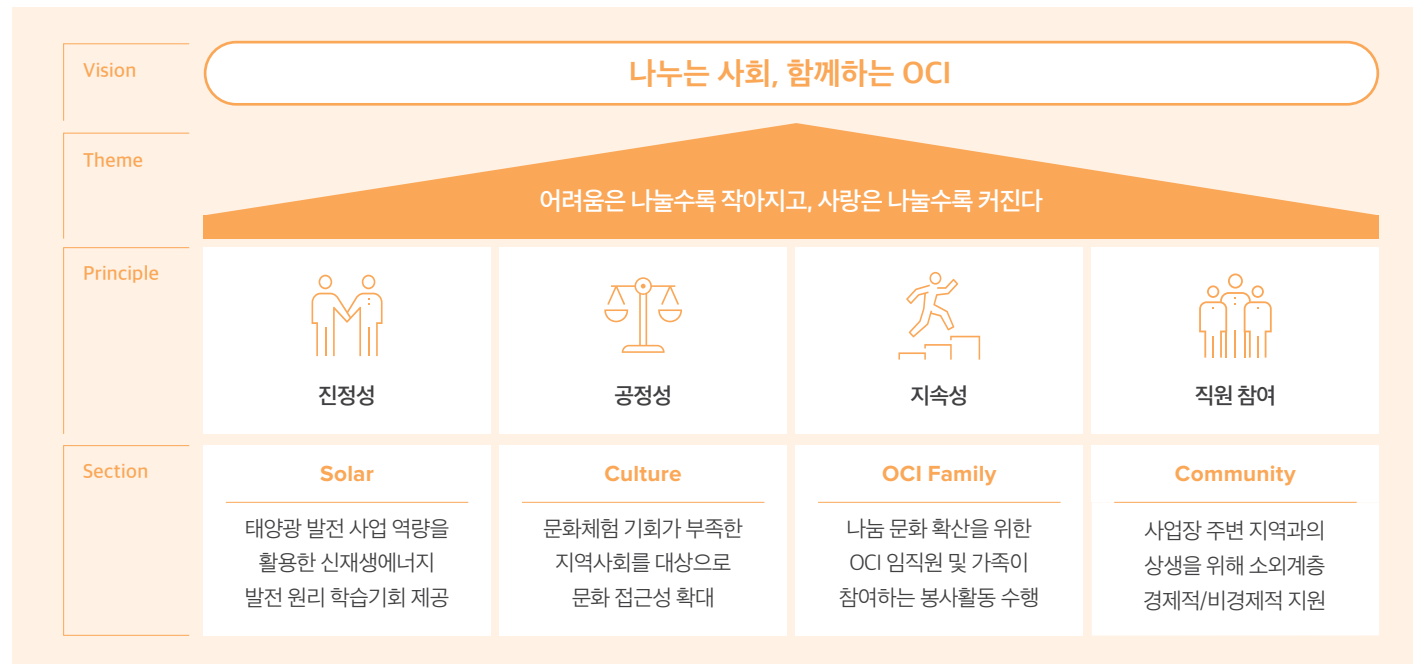 Vision
나누는 사회, 함께하는 OCI
Theme
어려움은 나눌수록 작아지고, 사랑은 나눌수록 커진다
Principle
진정성
공정성
지속성
직원 참여
Section
Solar
태양광 발전 사업 역량을
활용한 신재생에너지
발전 원리 학습기회 제공
Culture
문화체험 기회가 부족한
지역사회를 대상으로
문화 접근성 확대
OCI Family
나눔 문화 확산을 위한
OCI 임직원 및 가족이
참여하는 봉사활동 수행
Community
사업장 주변 지역과의
상생을 위해 소외계층
경제적/비경제적 지원